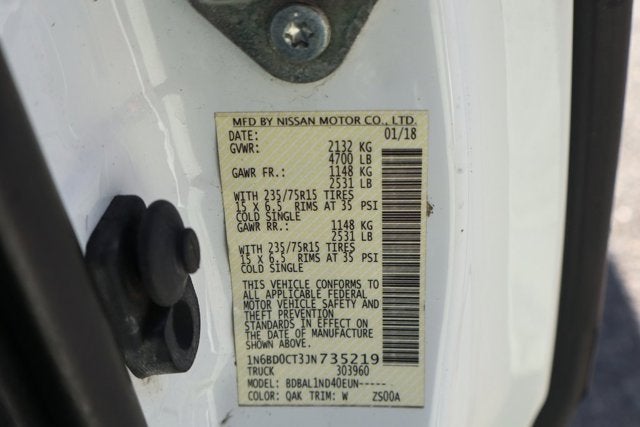 MFD BY NISSAN MOTOR CO., LTD.
DATE: 01/18
GVWR: 2132 KG
4700 LB
GAWR FR.: 1148 KG
2531 LB
WITH 235/75R15 TIRES
15 X 6.5 RIMS AT 35 PSI
COLD SINGLE
GAWR RR.: 1148 KG
2531 LB
WITH 235/75R15 TIRES
15 X 6.5 RIMS AT 35 PSI
COLD SINGLE
THIS VEHICLE CONFORMS TO
ALL APPLICABLE FEDERAL
MOTOR VEHICLE SAFETY AND
THEFT PREVENTION
STANDARDS IN EFFECT ON
THE DATE OF MANUFACTURE
SHOWN ABOVE.
1N6BD0CT3JN735219
TRUCK 303960
MODEL: BDBAL1ND40EUN-----
COLOR: QAK TRIM: W ZS00A